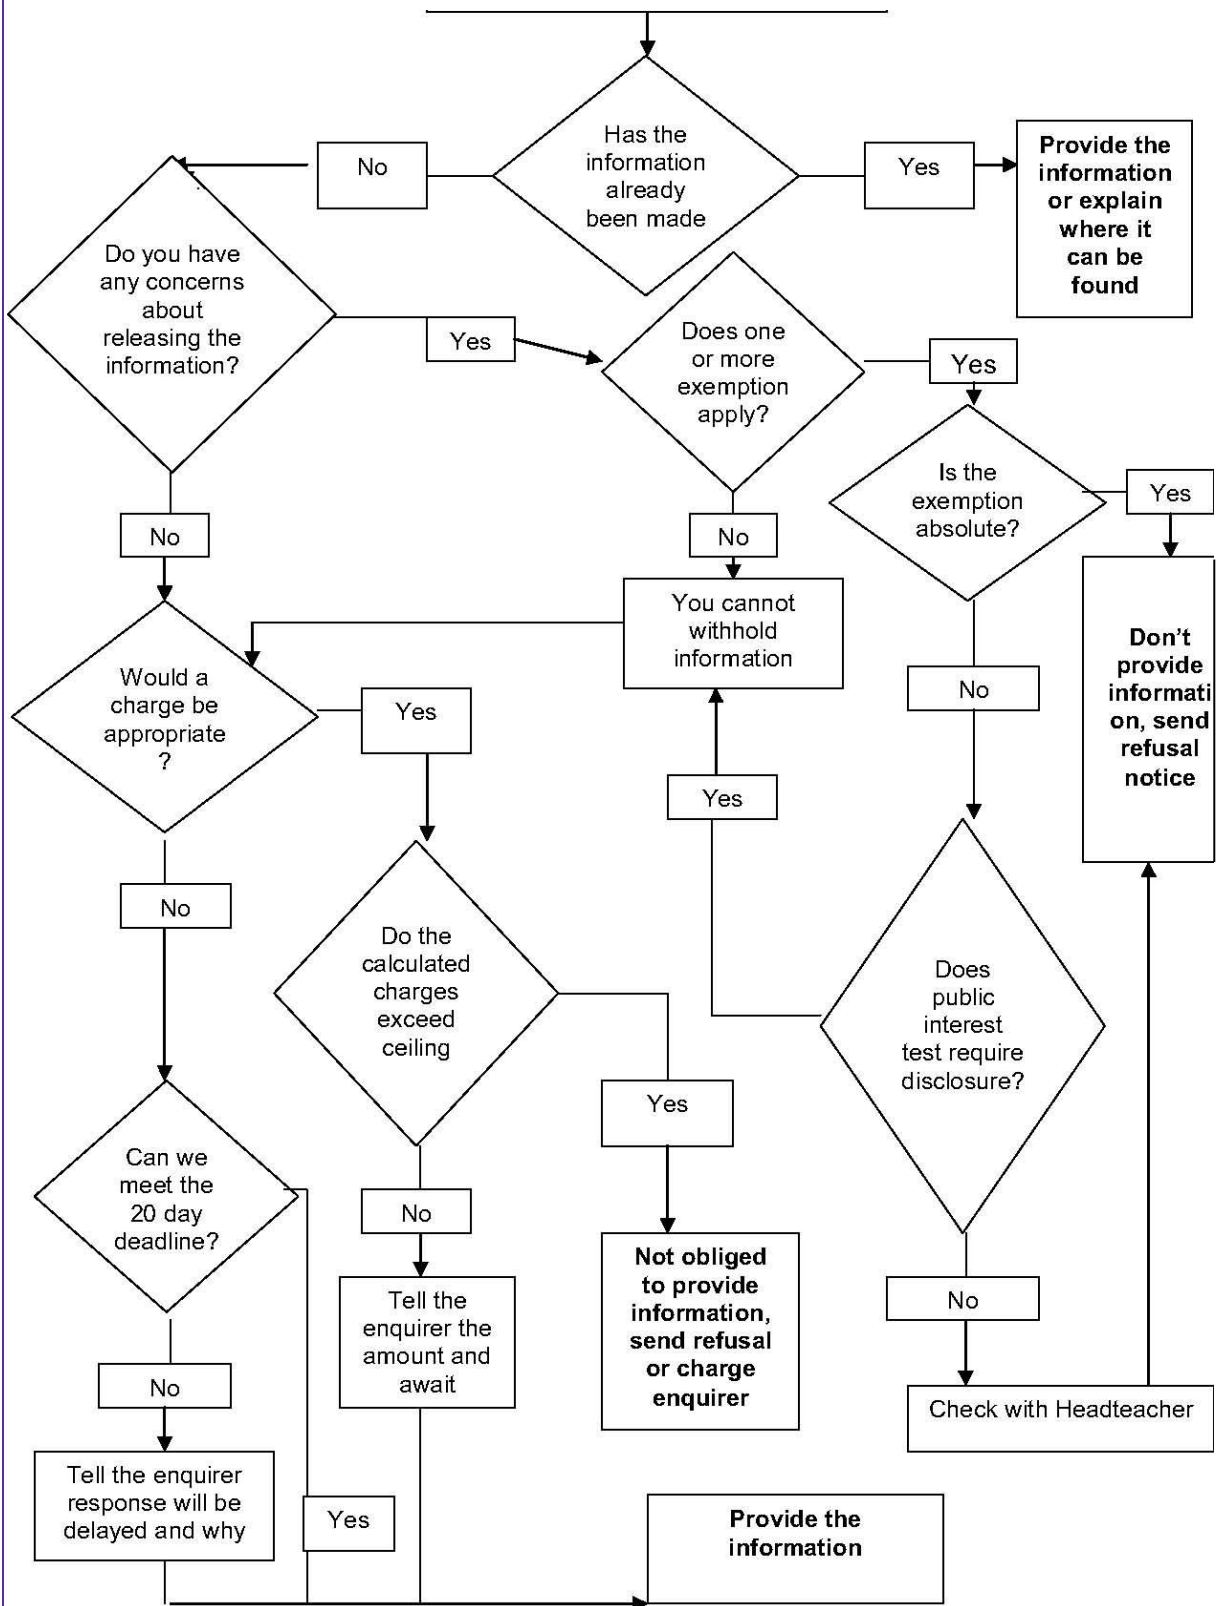 Has the
information
already
been made
No
Yes
Provide the
information
or explain
where it
can be
found
Do you have
any concerns
about
releasing the
information?
Yes
Does one
or more
exemption
apply?
Yes
Is the
exemption
absolute?
Yes
No
No
You cannot
withhold
information
Don't
provide
informati
on, send
refusal
notice
No
Would a
charge be
appropriate
?
Yes
Yes
No
Do the
calculated
charges
exceed
ceiling
Does
public
interest
test require
disclosure?
Yes
Can we
meet the
20 day
deadline?
No
Not obliged
to provide
information,
send refusal
or charge
enquirer
No
Tell the
enquirer the
amount and
await
No
Check with Headteacher
Tell the enquirer
response will be
delayed and why
Yes
Provide the
information